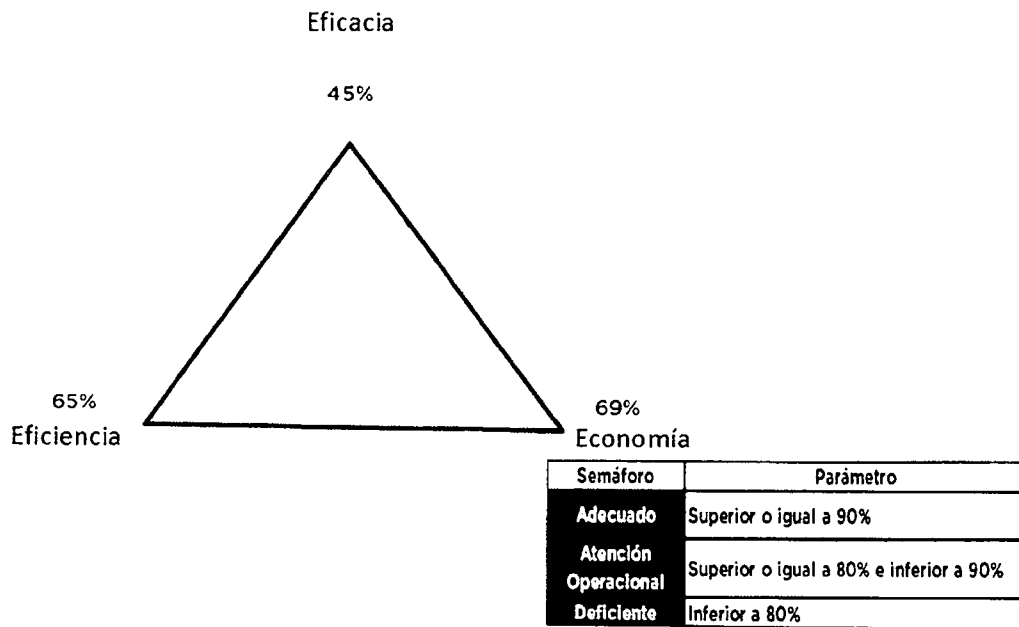 Eficacia
45%
65%
Eficiencia
69%
Economía
Semáforo Parámetro
Adecuado Superior o igual a 90%
Atención
Operacional Superior o igual a 80% e inferior a 90%
Deficiente Inferior a 80%